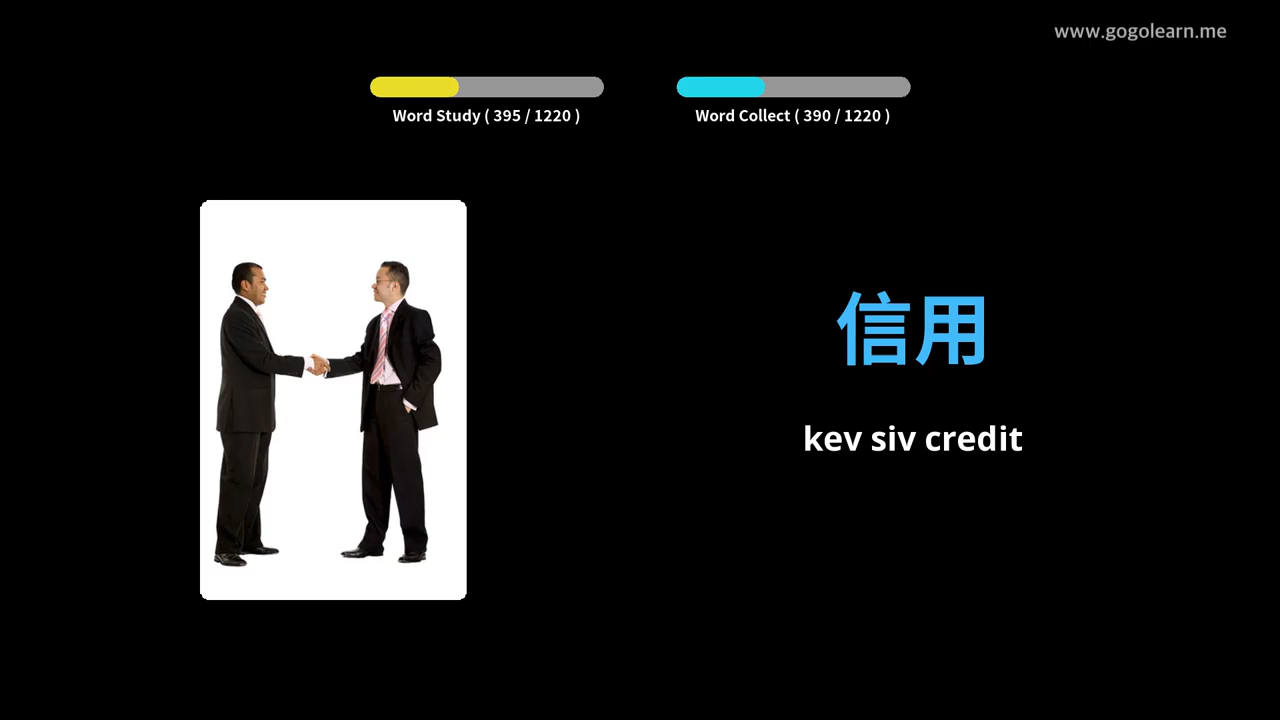 www.gogolearn.me
Word Study ( 395 / 1220 )
Word Collect ( 390 / 1220 )
信用
kev siv credit